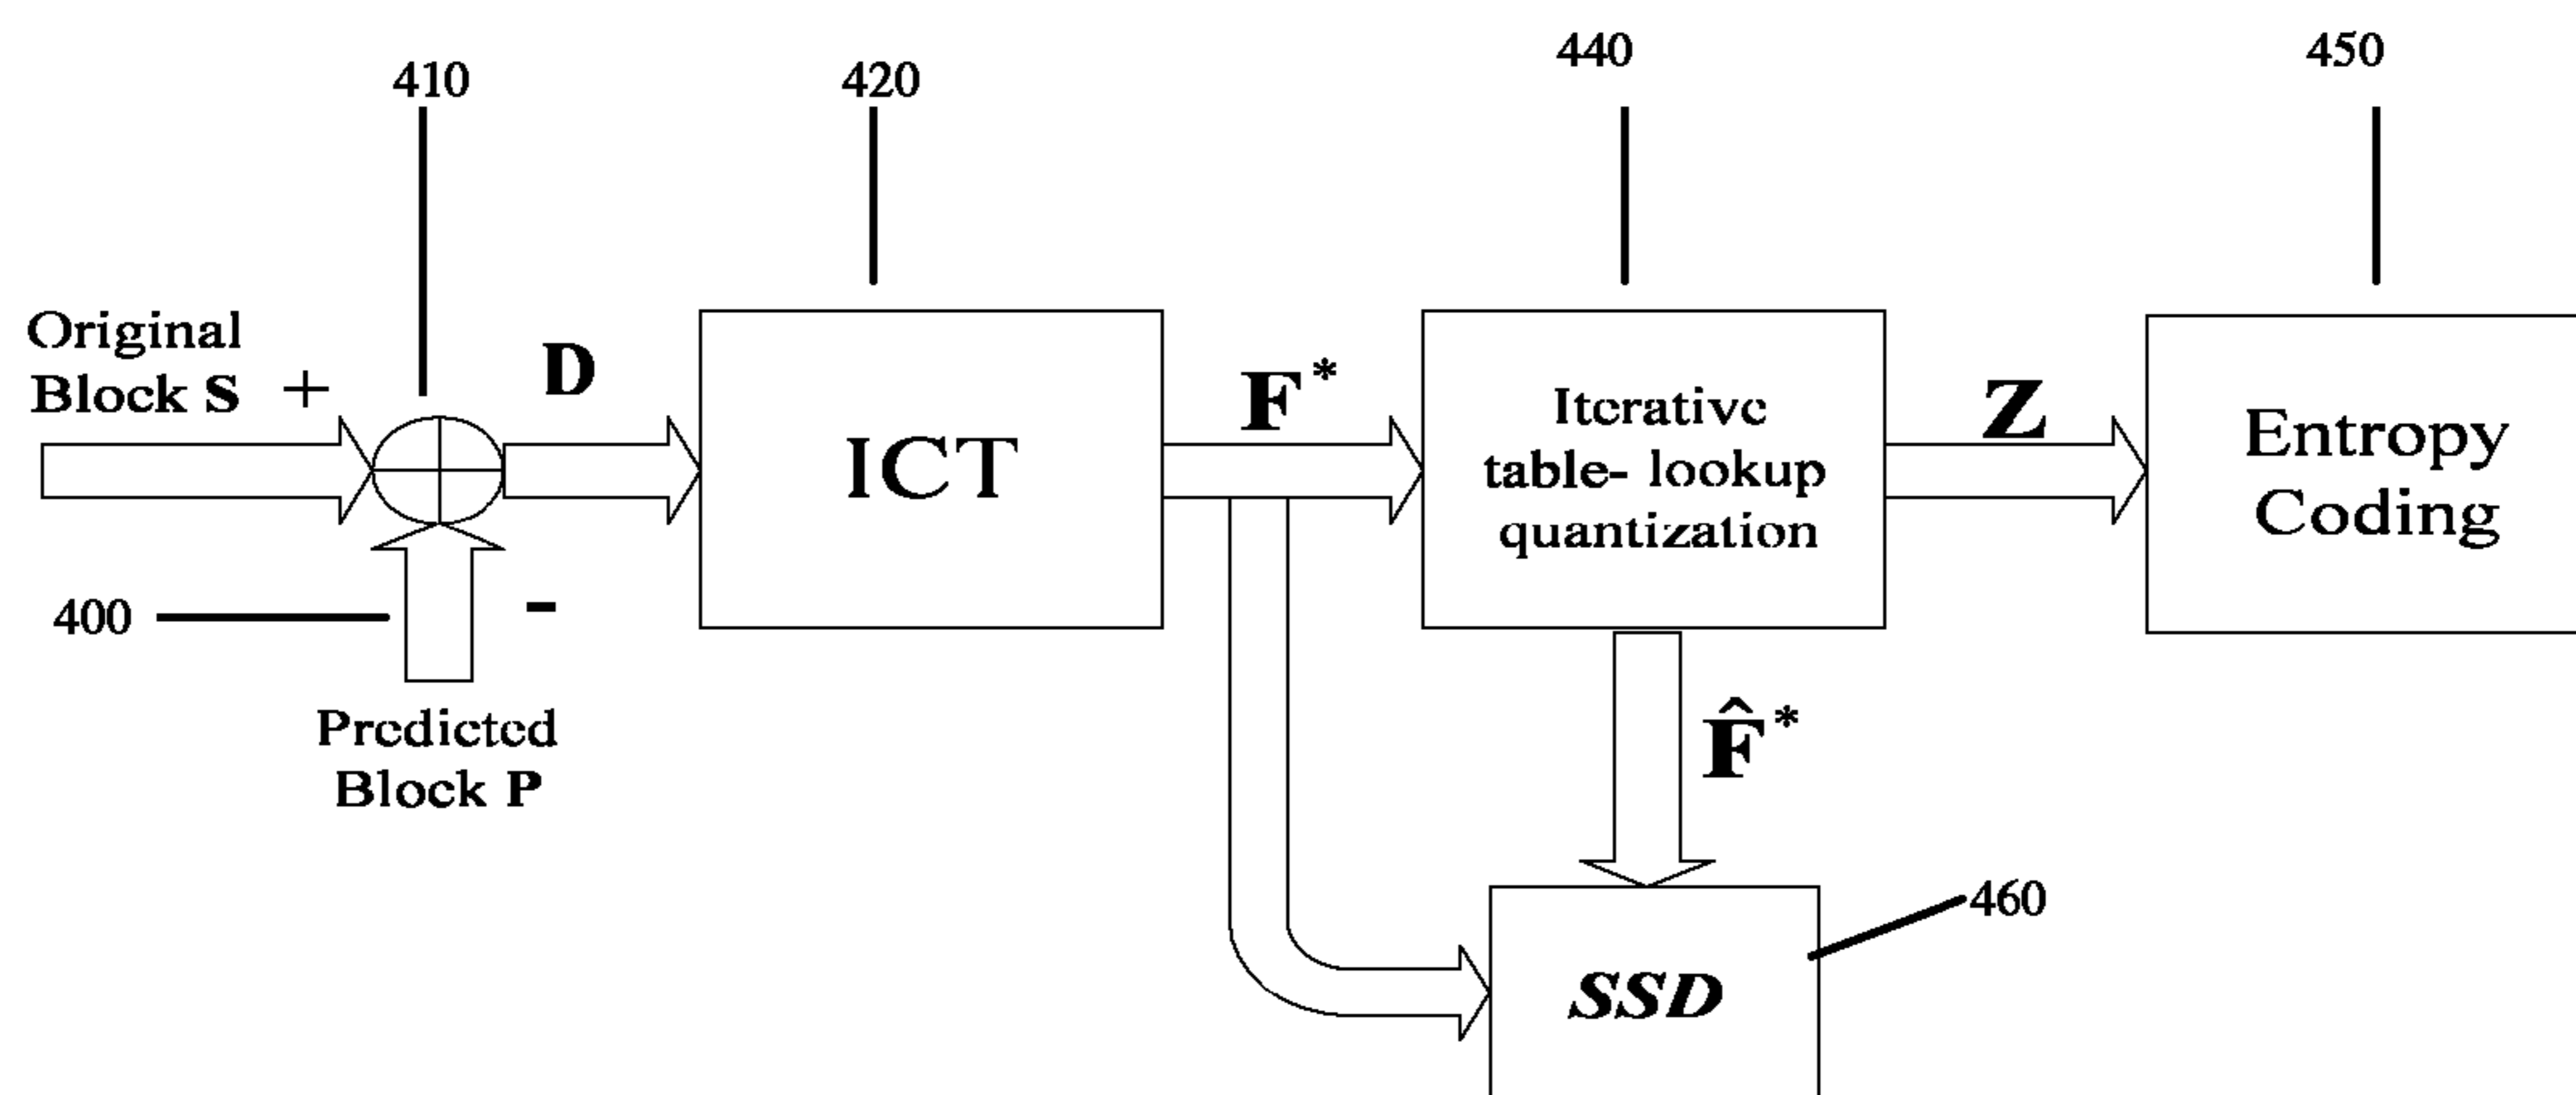 410
420
440
450
Original
Block S +
D
F*
Z
ICT
Iterative
table- lookup
quantization
Entropy
Coding
400
-
Predicted
Block P
F̂*
460
SSD